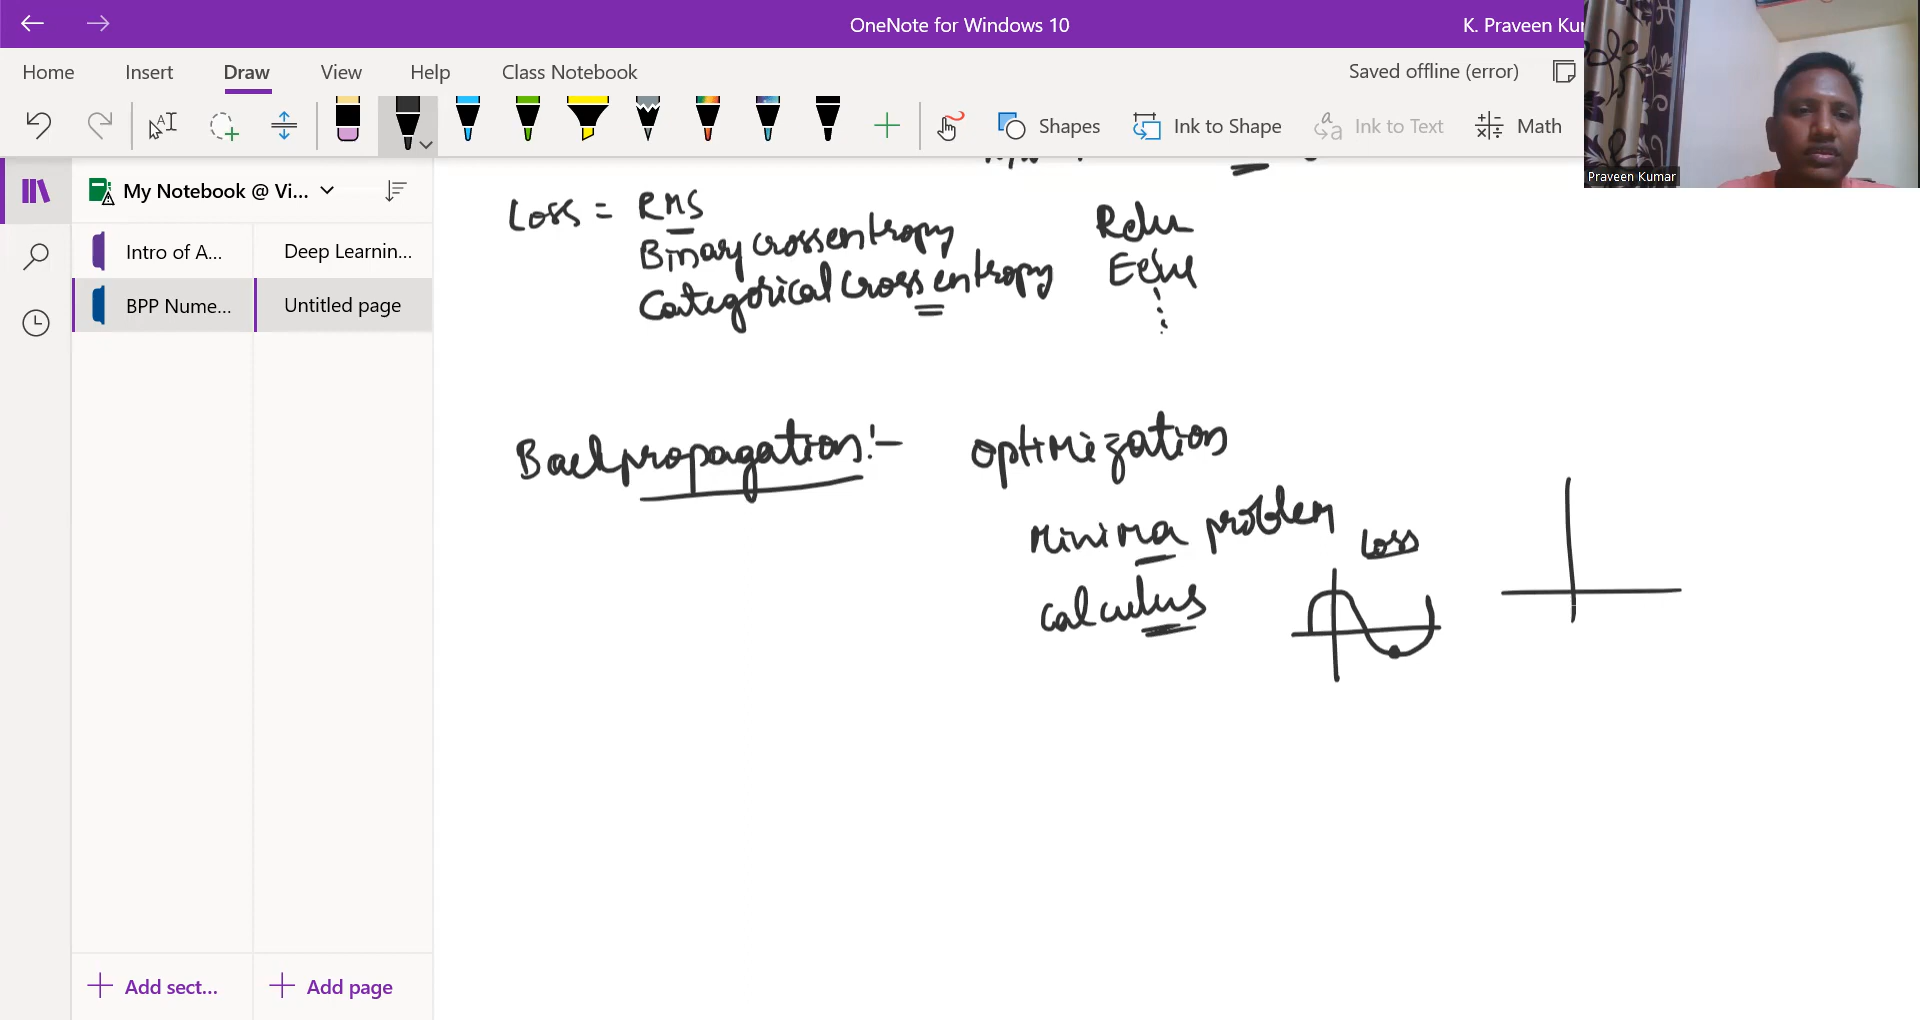 OneNote for Windows 10
K. Praveen Kur
Home Insert Draw View Help Class Notebook
Saved offline (error)
Shapes Ink to Shape Ink to Text Math
Praveen Kumar
My Notebook @ Vi...
Intro of A...
Deep Learnin...
BPP Nume...
Untitled page
Loss = RMS
Binary crossentropy
Categorical cross entropy
Relu
Backpropagation:-
optimization
Minima problem
Loss
calculus
Add sect...
Add page